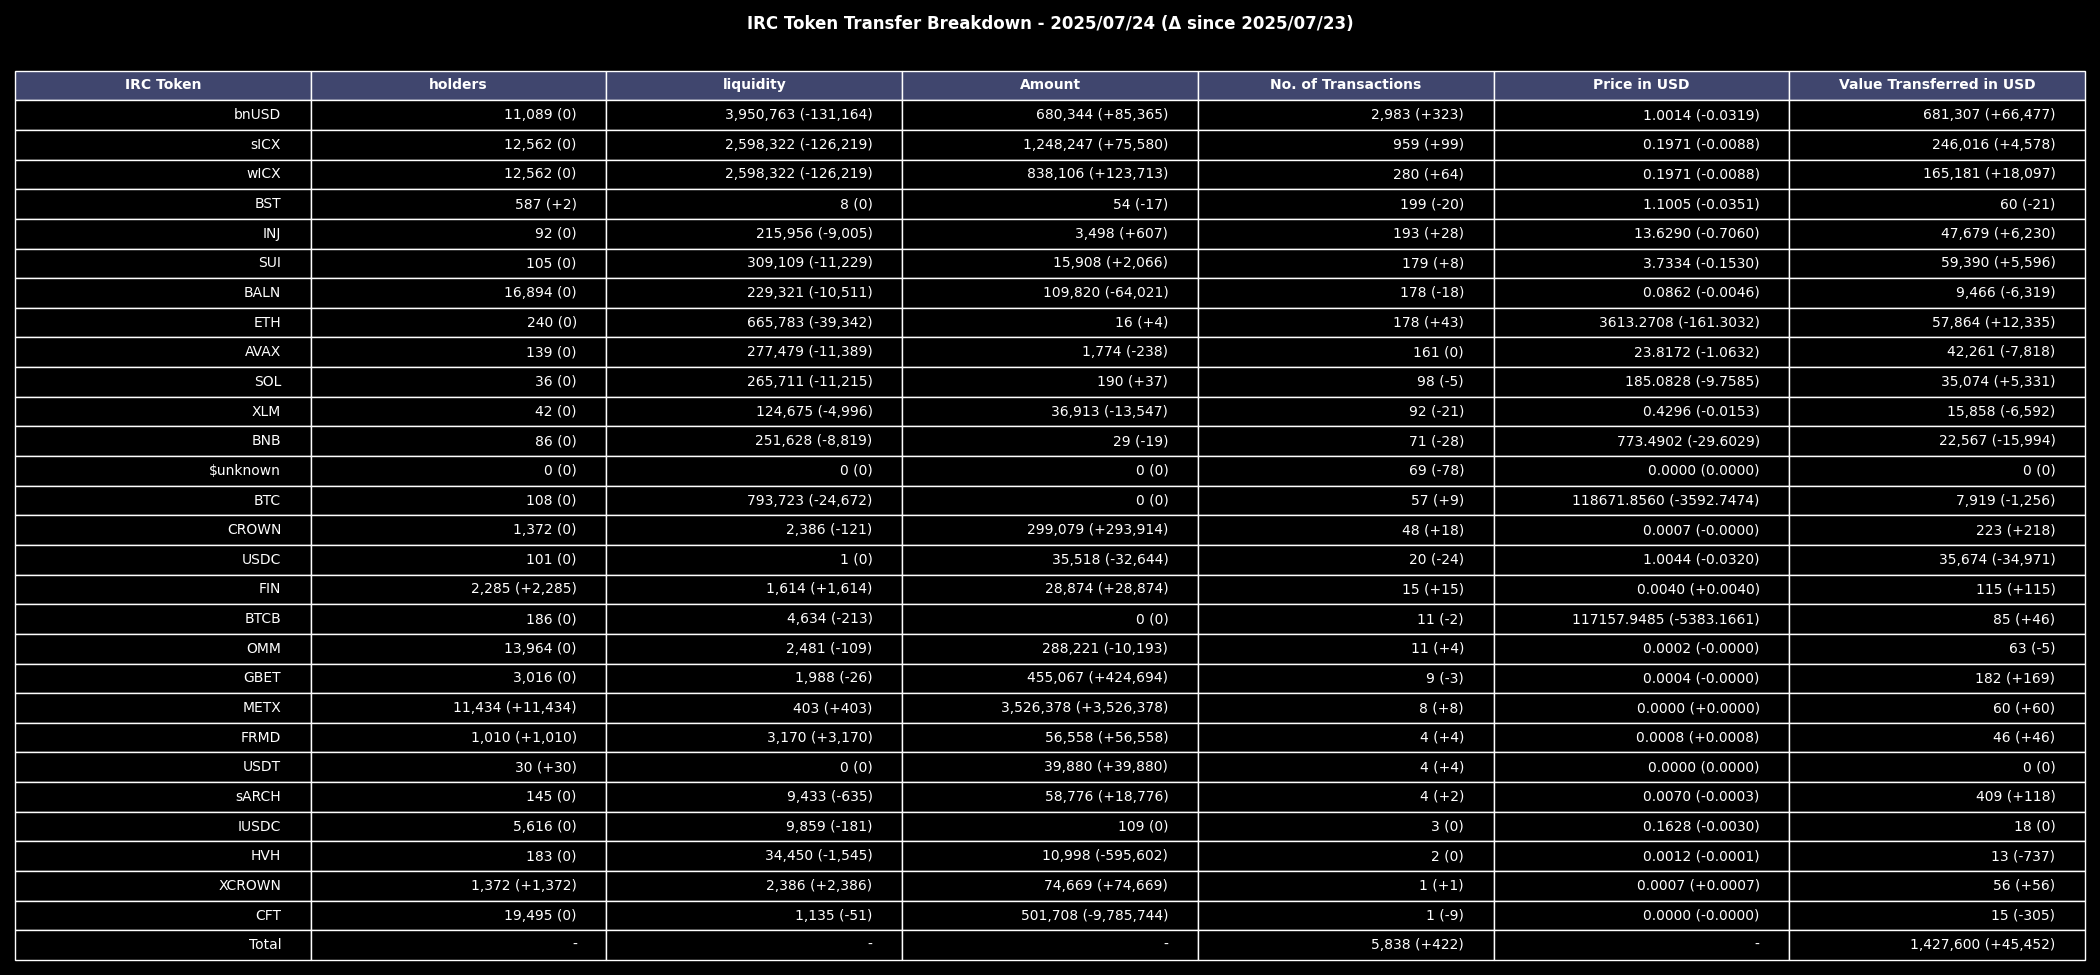 IRC Token Transfer Breakdown - 2025/07/24 (Δ since 2025/07/23)
IRC Token holders liquidity Amount No. of Transactions Price in USD Value Transferred in USD
bnUSD 11,089 (0) 3,950,763 (-131,164) 680,344 (+85,365) 2,983 (+323) 1.0014 (-0.0319) 681,307 (+66,477)
sICX 12,562 (0) 2,598,322 (-126,219) 1,248,247 (+75,580) 959 (+99) 0.1971 (-0.0088) 246,016 (+4,578)
wICX 12,562 (0) 2,598,322 (-126,219) 838,106 (+123,713) 280 (+64) 0.1971 (-0.0088) 165,181 (+18,097)
BST 587 (+2) 8 (0) 54 (-17) 199 (-20) 1.1005 (-0.0351) 60 (-21)
INJ 92 (0) 215,956 (-9,005) 3,498 (+607) 193 (+28) 13.6290 (-0.7060) 47,679 (+6,230)
SUI 105 (0) 309,109 (-11,229) 15,908 (+2,066) 179 (+8) 3.7334 (-0.1530) 59,390 (+5,596)
BALN 16,894 (0) 229,321 (-10,511) 109,820 (-64,021) 178 (-18) 0.0862 (-0.0046) 9,466 (-6,319)
ETH 240 (0) 665,783 (-39,342) 16 (+4) 178 (+43) 3613.2708 (-161.3032) 57,864 (+12,335)
AVAX 139 (0) 277,479 (-11,389) 1,774 (-238) 161 (0) 23.8172 (-1.0632) 42,261 (-7,818)
SOL 36 (0) 265,711 (-11,215) 190 (+37) 98 (-5) 185.0828 (-9.7585) 35,074 (+5,331)
XLM 42 (0) 124,675 (-4,996) 36,913 (-13,547) 92 (-21) 0.4296 (-0.0153) 15,858 (-6,592)
BNB 86 (0) 251,628 (-8,819) 29 (-19) 71 (-28) 773.4902 (-29.6029) 22,567 (-15,994)
$unknown 0 (0) 0 (0) 0 (0) 69 (-78) 0.0000 (0.0000) 0 (0)
BTC 108 (0) 793,723 (-24,672) 0 (0) 57 (+9) 118671.8560 (-3592.7474) 7,919 (-1,256)
CROWN 1,372 (0) 2,386 (-121) 299,079 (+293,914) 48 (+18) 0.0007 (-0.0000) 223 (+218)
USDC 101 (0) 1 (0) 35,518 (-32,644) 20 (-24) 1.0044 (-0.0320) 35,674 (-34,971)
FIN 2,285 (+2,285) 1,614 (+1,614) 28,874 (+28,874) 15 (+15) 0.0040 (+0.0040) 115 (+115)
BTCB 186 (0) 4,634 (-213) 0 (0) 11 (-2) 117157.9485 (-5383.1661) 85 (+46)
OMM 13,964 (0) 2,481 (-109) 288,221 (-10,193) 11 (+4) 0.0002 (-0.0000) 63 (-5)
GBET 3,016 (0) 1,988 (-26) 455,067 (+424,694) 9 (-3) 0.0004 (-0.0000) 182 (+169)
METX 11,434 (+11,434) 403 (+403) 3,526,378 (+3,526,378) 8 (+8) 0.0000 (+0.0000) 60 (+60)
FRMD 1,010 (+1,010) 3,170 (+3,170) 56,558 (+56,558) 4 (+4) 0.0008 (+0.0008) 46 (+46)
USDT 30 (+30) 0 (0) 39,880 (+39,880) 4 (+4) 0.0000 (0.0000) 0 (0)
sARCH 145 (0) 9,433 (-635) 58,776 (+18,776) 4 (+2) 0.0070 (-0.0003) 409 (+118)
IUSDC 5,616 (0) 9,859 (-181) 109 (0) 3 (0) 0.1628 (-0.0030) 18 (0)
HVH 183 (0) 34,450 (-1,545) 10,998 (-595,602) 2 (0) 0.0012 (-0.0001) 13 (-737)
XCROWN 1,372 (+1,372) 2,386 (+2,386) 74,669 (+74,669) 1 (+1) 0.0007 (+0.0007) 56 (+56)
CFT 19,495 (0) 1,135 (-51) 501,708 (-9,785,744) 1 (-9) 0.0000 (-0.0000) 15 (-305)
Total - - - 5,838 (+422) - 1,427,600 (+45,452)